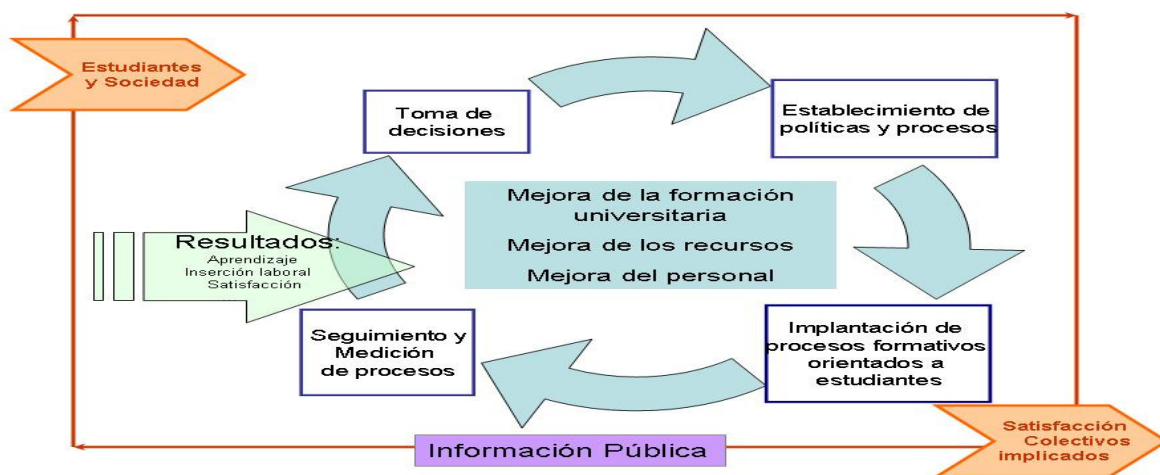 Estudiantes
y Sociedad
Toma de
decisiones
Establecimiento de
políticas y procesos
Mejora de la formación
universitaria
Mejora de los recursos
Mejora del personal
Resultados:
Aprendizaje
Inserción laboral
Satisfacción
Seguimiento y
Medición
de procesos
Implantación de
procesos formativos
orientados a
estudiantes
Información Pública
Satisfacción
Colectivos
implicados